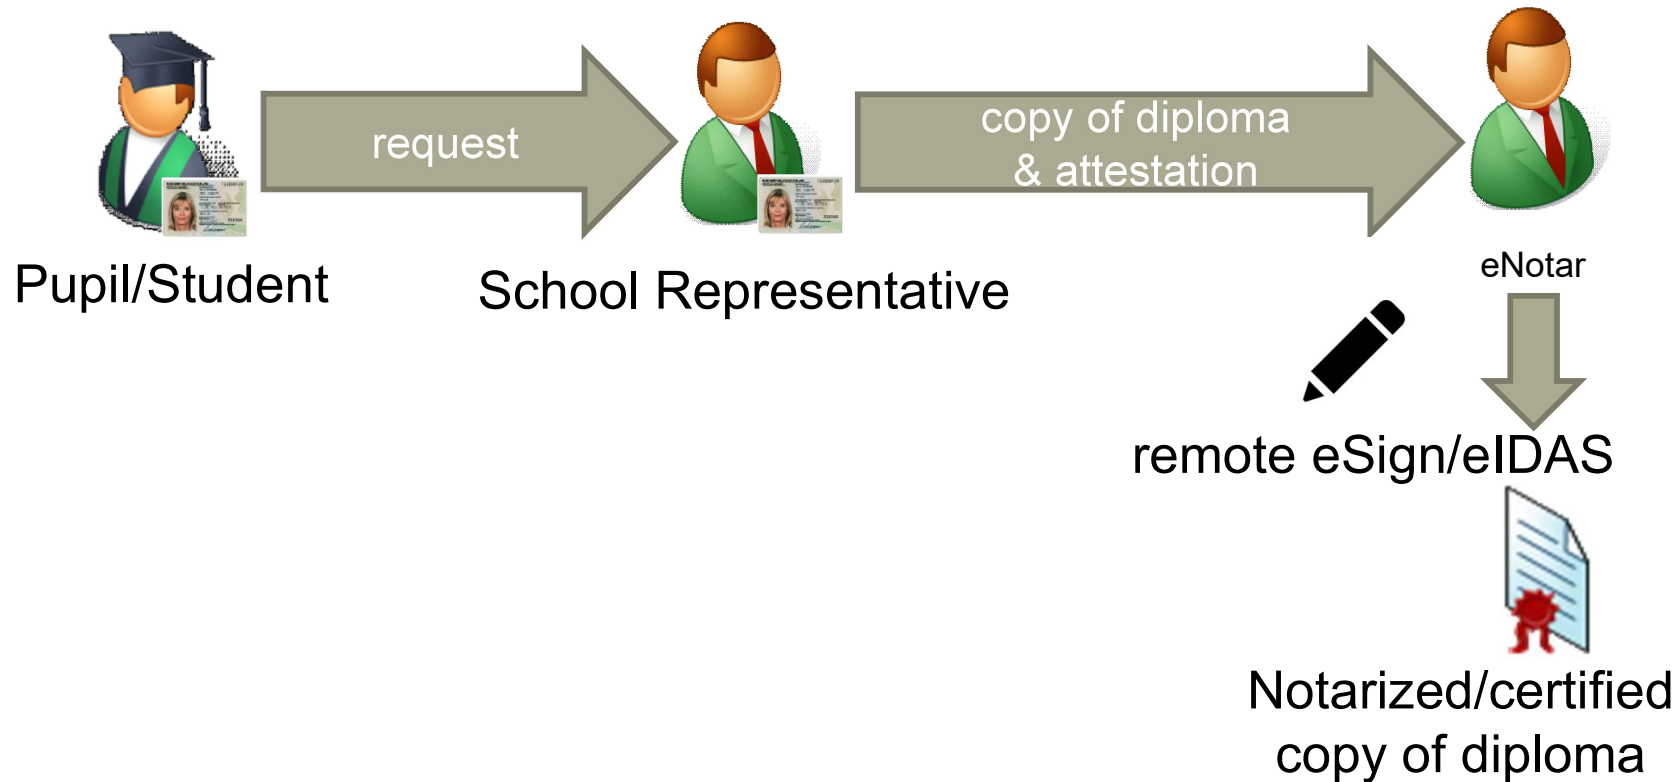 request
copy of diploma
& attestation
Pupil/Student
School Representative
eNotar
remote eSign/eIDAS
Notarized/certified
copy of diploma